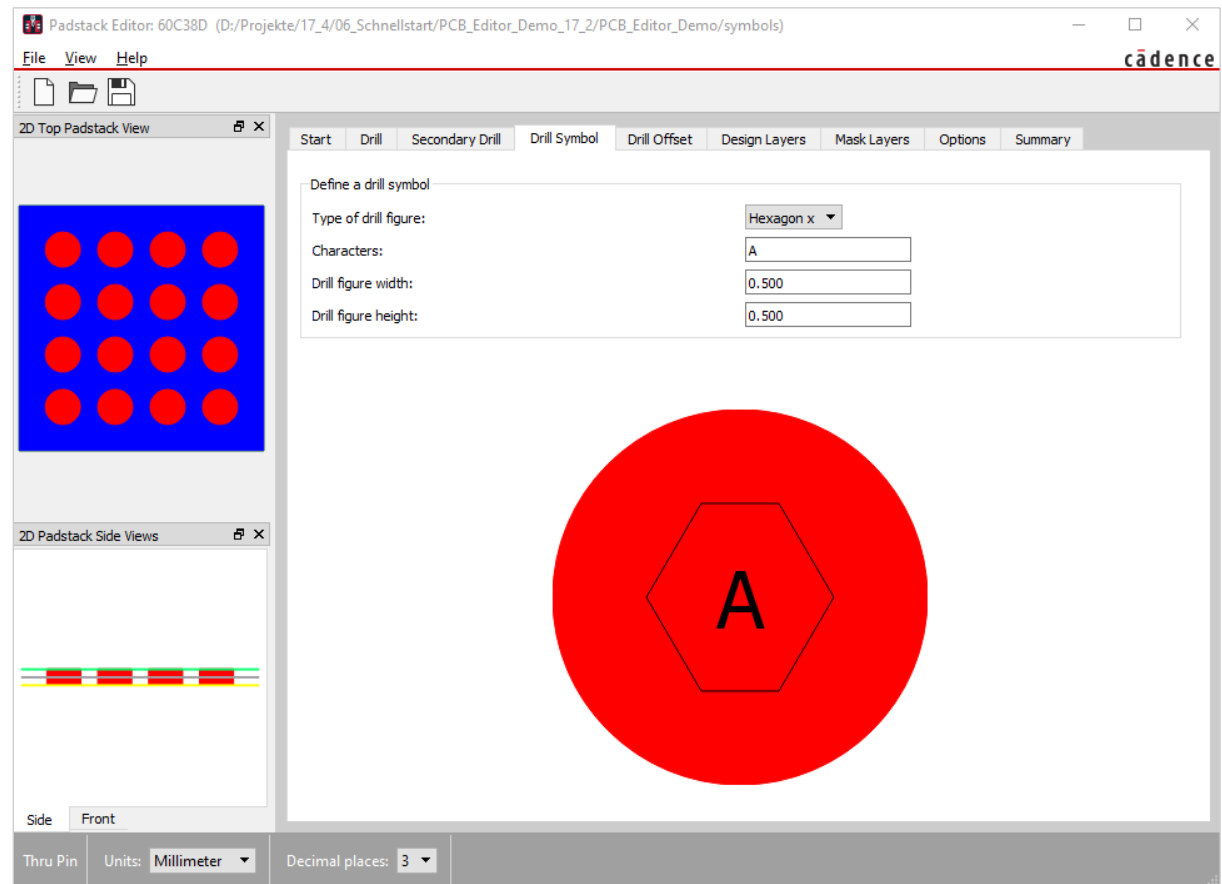 Padstack Editor: 60C38D (D:/Projekte/17_4/06_Schnellstart/PCB_Editor_Demo_17_2/PCB_Editor_Demo/symbols)
File View Help
cādence
2D Top Padstack View
Start Drill Secondary Drill Drill Symbol Drill Offset Design Layers Mask Layers Options Summary
Define a drill symbol
Type of drill figure: Hexagon x
Characters: A
Drill figure width: 0.500
Drill figure height: 0.500
A
2D Padstack Side Views
Side Front
Thru Pin Units: Millimeter Decimal places: 3